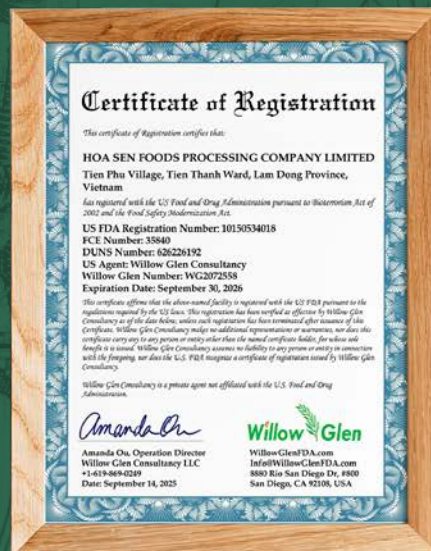 Certificate of Registration
This certificate of Registration certifies that:
HOA SEN FOODS PROCESSING COMPANY LIMITED
Tien Phu Village, Tien Thanh Ward, Lam Dong Province,
Vietnam
has registered with the US Food and Drug Administration pursuant to Bioterrorism Act of
2002 and the Food Safety Modernization Act.
US FDA Registration Number: 10150534018
FCE Number: 35840
DUNS Number: 626226192
US Agent: Willow Glen Consultancy
Willow Glen Number: WG2072558
Expiration Date: September 30, 2026
This certificate affirms that the above-named facility is registered with the US FDA pursuant to the
regulations required by the US laws. This registration has been verified as effective by Willow Glen
Consultancy as of the date below, unless such registration has been terminated after issuance of this
Certificate. Willow Glen Consultancy makes no additional representations or warranties, nor does this
certificate carry any to any person or entity other than the named certificate holder, for whose sole
benefit it is issued. Willow Glen Consultancy assumes no liability to any person or entity in connection
with the foregoing, nor does the U.S. FDA recognize a certificate of registration issued by Willow Glen
Consultancy.
Willow Glen Consultancy is a private agent not affiliated with the U.S. Food and Drug
Administration.
Amanda Ou
Willow Glen
Amanda Ou, Operation Director
Willow Glen Consultancy LLC
+1-619-869-0249
Date: September 14, 2025
WillowGlenFDA.com
Info@WillowGlenFDA.com
8880 Rio San Diego Dr, #800
San Diego, CA 92108, USA